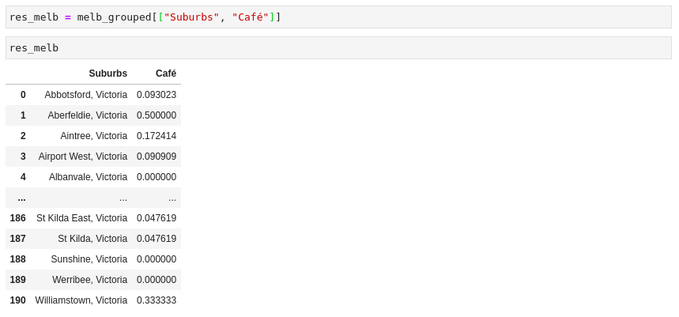 res_melb = melb_grouped[["Suburbs", "Café"]]
res_melb
Suburbs Café
0 Abbotsford, Victoria 0.093023
1 Aberfeldie, Victoria 0.500000
2 Aintree, Victoria 0.172414
3 Airport West, Victoria 0.090909
4 Albanvale, Victoria 0.000000
... ... ...
186 St Kilda East, Victoria 0.047619
187 St Kilda, Victoria 0.047619
188 Sunshine, Victoria 0.000000
189 Werribee, Victoria 0.000000
190 Williamstown, Victoria 0.333333